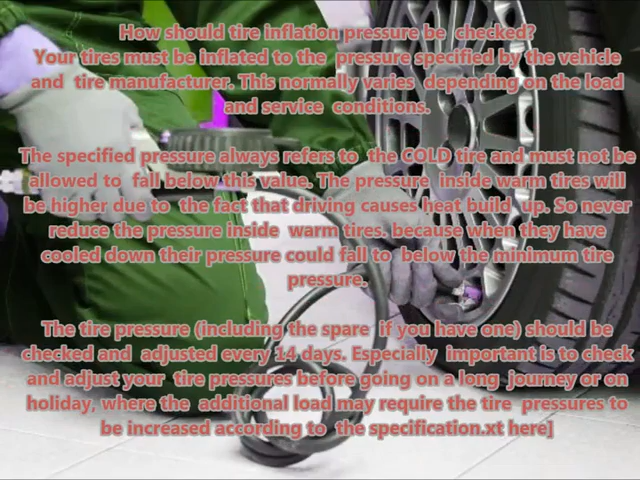 How should tire inflation pressure be checked?
Your tires must be inflated to the pressure specified by the vehicle
and tire manufacturer. This normally varies depending on the load
and service conditions.
The specified pressure always refers to the COLD tire and must not be
allowed to fall below this value. The pressure inside warm tires will
be higher due to the fact that driving causes heat build up. So never
reduce the pressure inside warm tires. because when they have
cooled down their pressure could fall to below the minimum tire
pressure.
The tire pressure (including the spare if you have one) should be
checked and adjusted every 14 days. Especially important is to check
and adjust your tire pressures before going on a long journey or on
holiday, where the additional load may require the tire pressures to
be increased according to the specification.xt here]